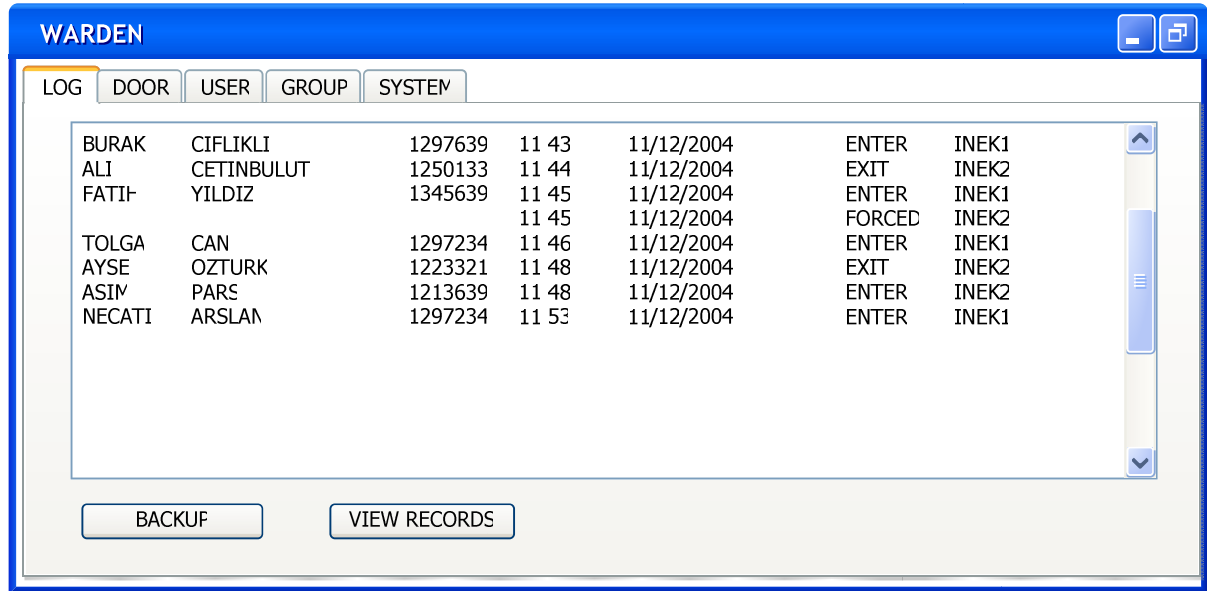 WARDEN
LOG DOOR USER GROUP SYSTEM
BURAK CIFLIKLI 1297639 11 43 11/12/2004 ENTER INEK1
ALI CETINBULUT 1250133 11 44 11/12/2004 EXIT INEK2
FATIH YILDIZ 1345639 11 45 11/12/2004 ENTER INEK1
11 45 11/12/2004 FORCED INEK2
TOLGA CAN 1297234 11 46 11/12/2004 ENTER INEK1
AYSE OZTURK 1223321 11 48 11/12/2004 EXIT INEK2
ASIM PARS 1213639 11 48 11/12/2004 ENTER INEK2
NECATI ARSLAN 1297234 11 53 11/12/2004 ENTER INEK1
BACKUP VIEW RECORDS